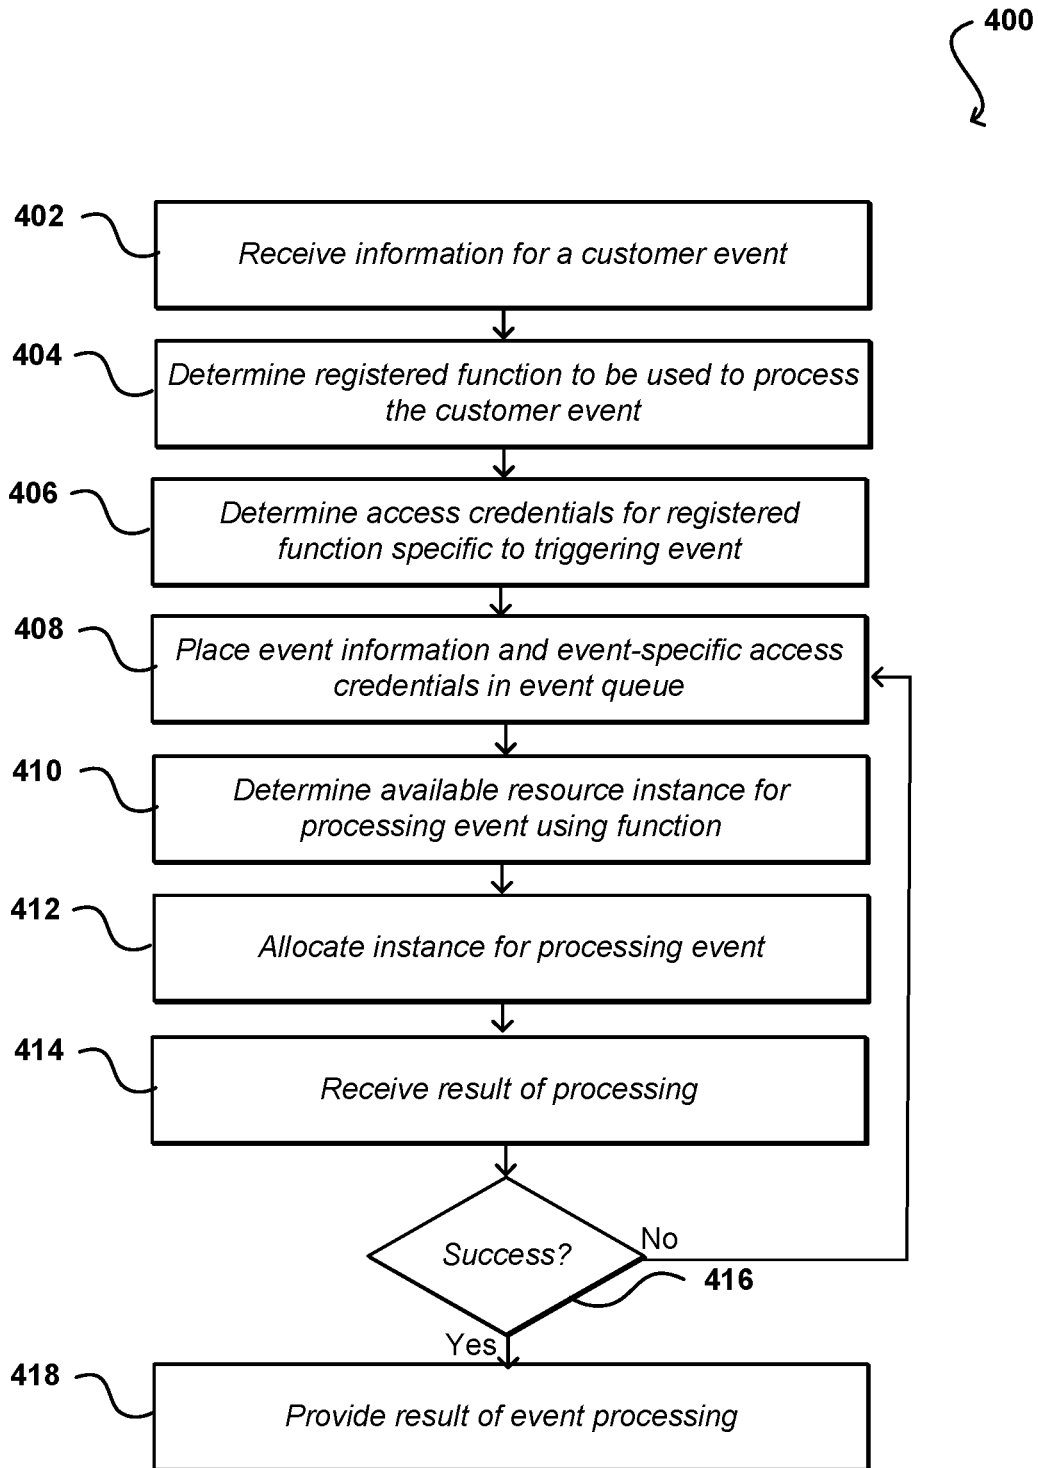 400
402
Receive information for a customer event
404
Determine registered function to be used to process
the customer event
406
Determine access credentials for registered
function specific to triggering event
408
Place event information and event-specific access
credentials in event queue
410
Determine available resource instance for
processing event using function
412
Allocate instance for processing event
414
Receive result of processing
Success?
No
416
Yes
418
Provide result of event processing